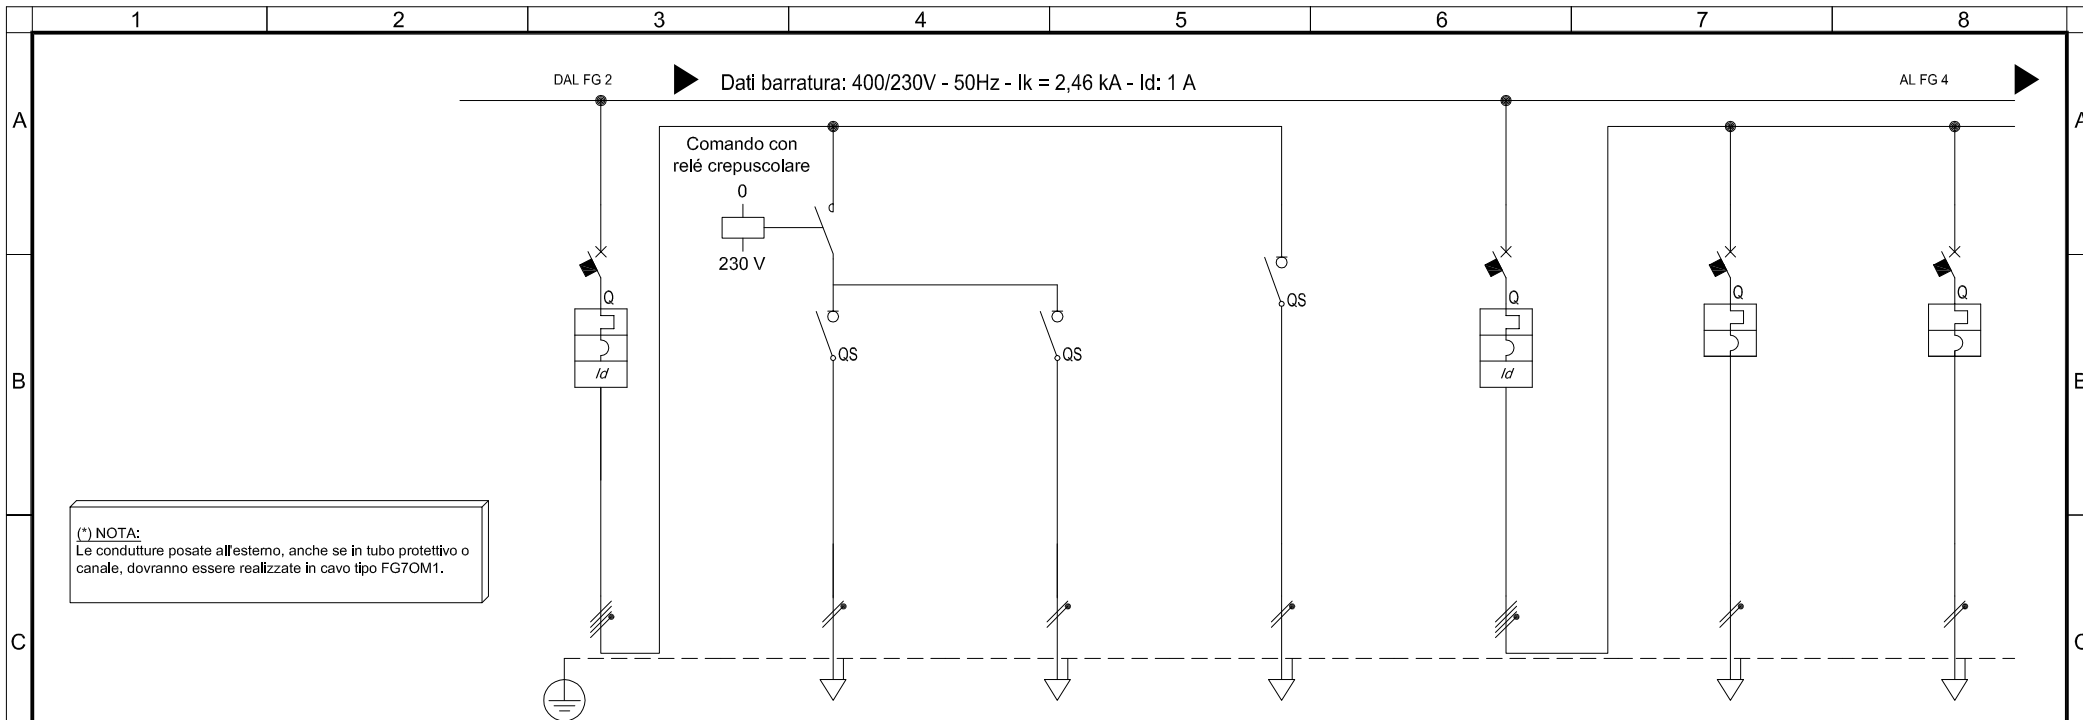 1 2 3 4 5 6 7 8
DAL FG 2
Dati barratura: 400/230V - 50Hz - Ik = 2,46 kA - Id: 1 A
AL FG 4
A
A
Comando con
relé crepuscolare
0
230 V
QS
Q
Q
Q
Q
QS
QS
Id
Id
B
B
(*) NOTA:
Le condutture posate all'esterno, anche se in tubo protettivo o
canale, dovranno essere realizzate in cavo tipo FG7OM1.
C
C